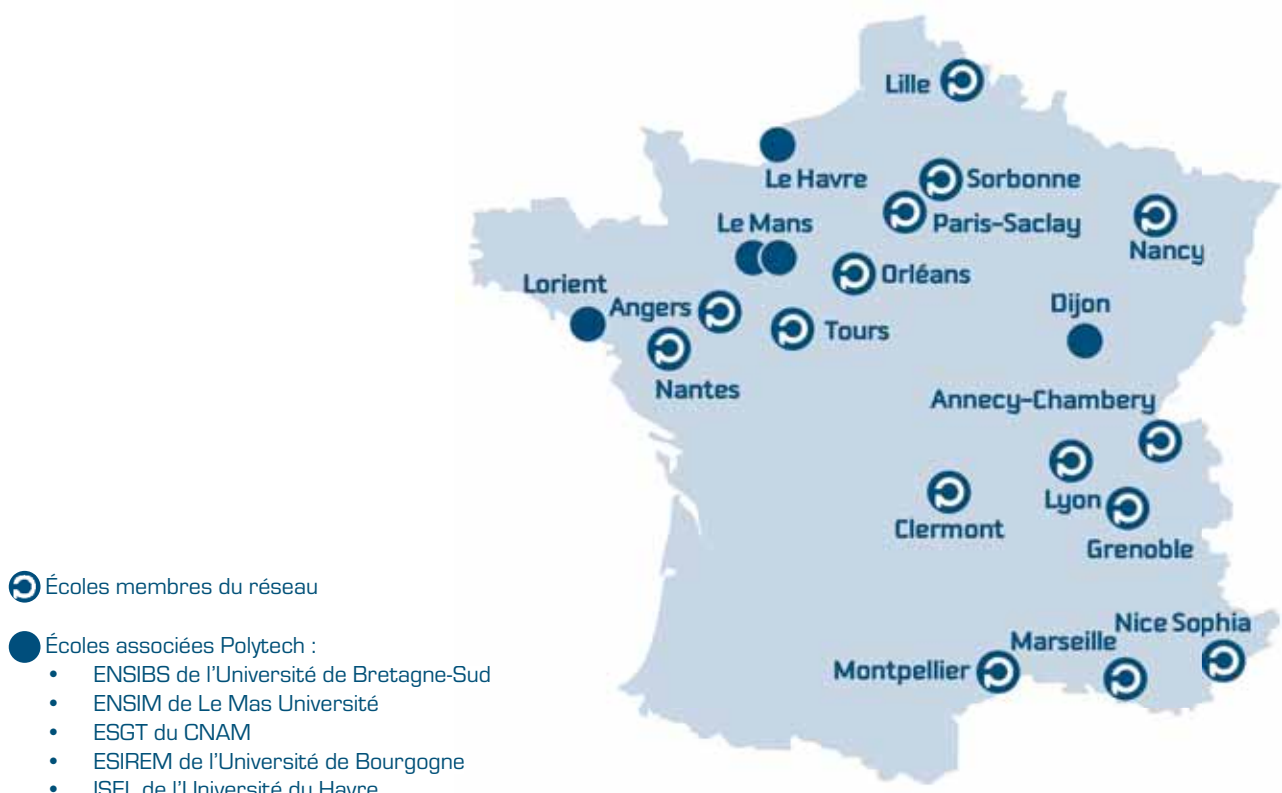 Lille
Le Havre
Sorbonne
Paris-Saclay
Nancy
Le Mans
Orléans
Lorient
Angers
Tours
Dijon
Nantes
Annecy-Chambery
Lyon
Clermont
Grenoble
Nice Sophia
Marseille
Montpellier
Écoles membres du réseau
Écoles associées Polytech :
• ENSIBS de l'Université de Bretagne-Sud
• ENSIM de Le Mas Université
• ESGT du CNAM
• ESIREM de l'Université de Bourgogne
• ISEL de l'Université du Havre